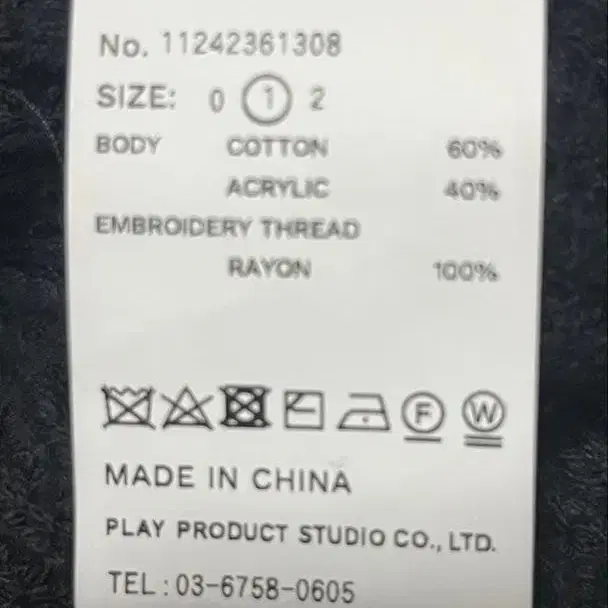 No. 11242361308
SIZE: 0 1 2
BODY COTTON 60%
ACRYLIC 40%
EMBROIDERY THREAD
RAYON 100%
F W
MADE IN CHINA
PLAY PRODUCT STUDIO CO., LTD.
TEL : 03-6758-0605